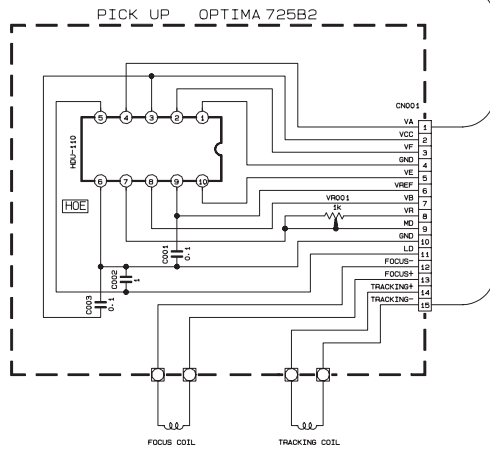 PICK UP OPTIMA 725B2
CN001
VA 1
VCC 2
VF 3
GND 4
VE 5
VREF 6
VB 7
VR 8
MD 9
GND 10
LD 11
FOCUS- 12
FOCUS+ 13
TRACKING+ 14
TRACKING- 15
5 4 3 2 1
HDU-110
6 7 8 9 10
HOE
VR001
1K
C001
0.1
C002
1
C003
0.1
FOCUS COIL
TRACKING COIL